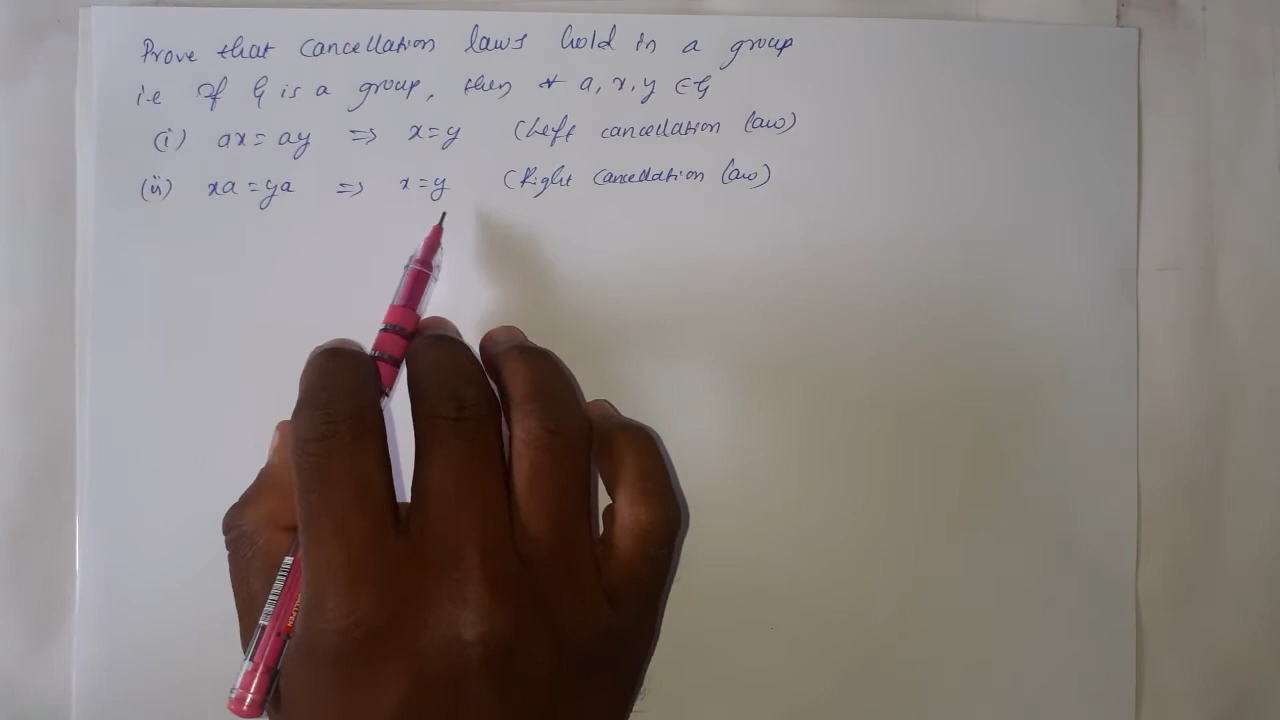 Prove that cancellation laws hold in a group
i.e If G is a group, then ∀ a, x, y ∈ G
(i) ax = ay ⇒ x = y (Left cancellation law)
(ii) xa = ya ⇒ x = y (Right cancellation law)